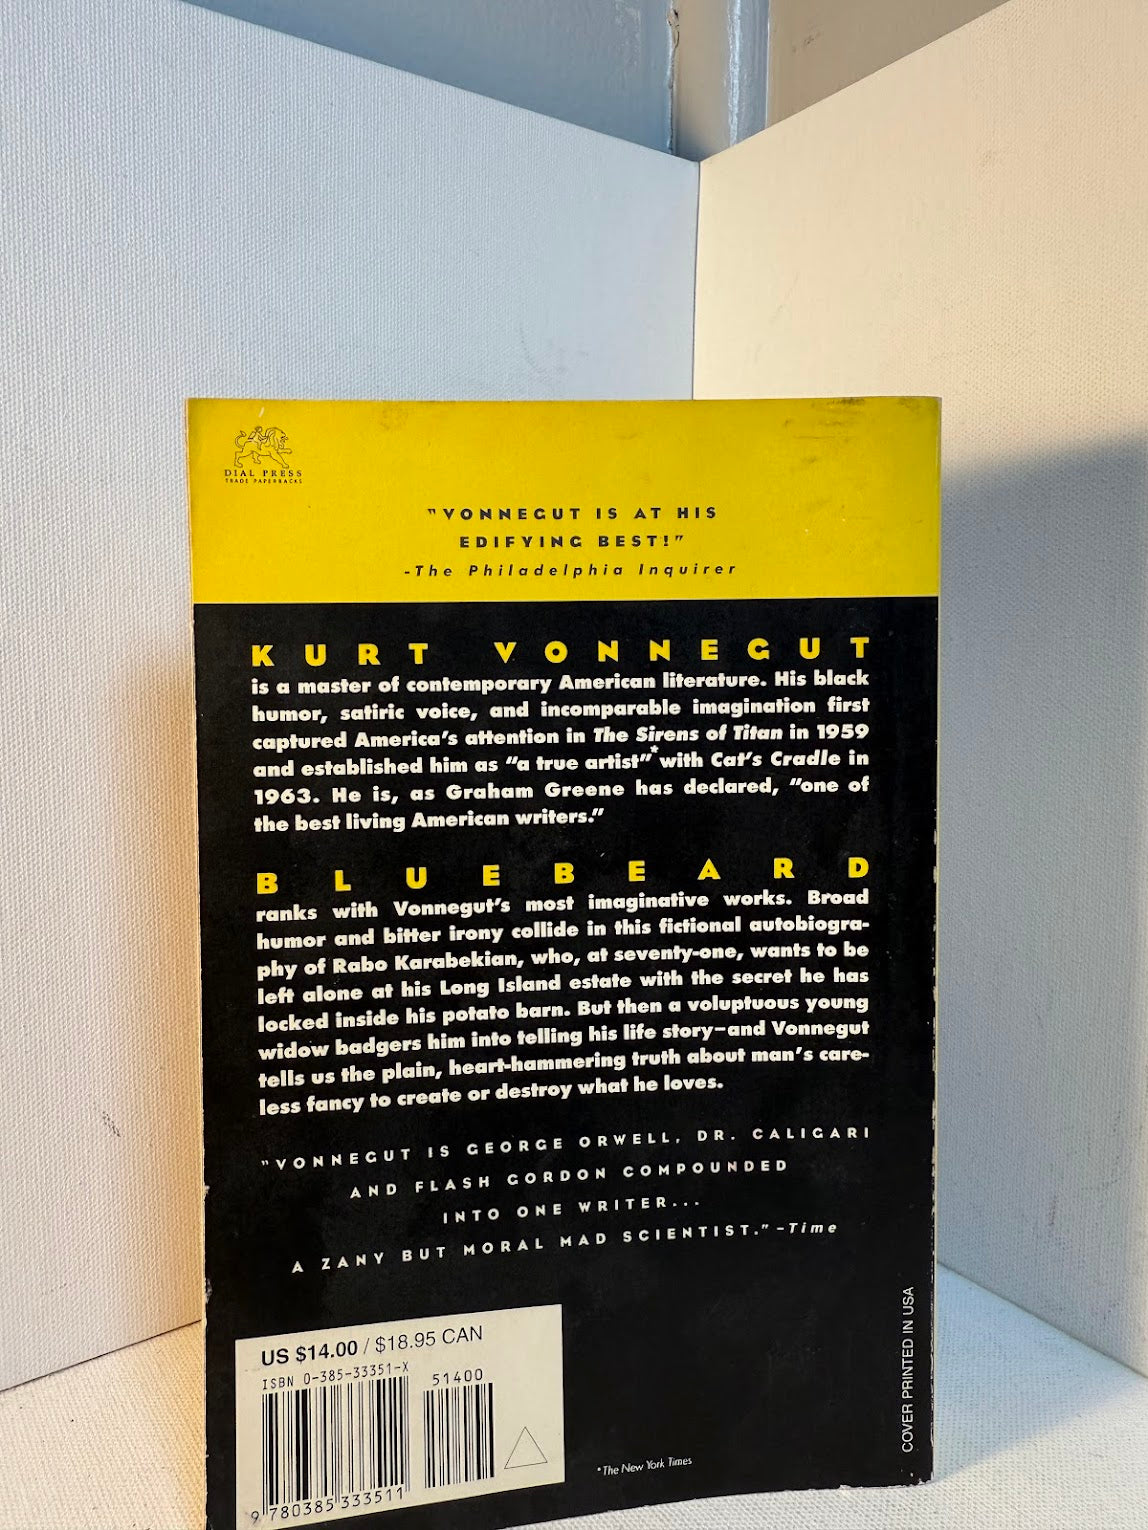 DIAL PRESS
TRADE PAPERBACKS
"VONNEGUT IS AT HIS
EDIFYING BEST!"
-The Philadelphia Inquirer
KURT VONNEGUT
is a master of contemporary American literature. His black
humor, satiric voice, and incomparable imagination first
captured America's attention in The Sirens of Titan in 1959
and established him as "a true artist"* with Cat's Cradle in
1963. He is, as Graham Greene has declared, "one of
the best living American writers."
BLUEBEARD
ranks with Vonnegut's most imaginative works. Broad
humor and bitter irony collide in this fictional autobiogra-
phy of Rabo Karabekian, who, at seventy-one, wants to be
left alone at his Long Island estate with the secret he has
locked inside his potato barn. But then a voluptuous young
widow badgers him into telling his life story—and Vonnegut
tells us the plain, heart-hammering truth about man's care-
less fancy to create or destroy what he loves.
"VONNEGUT IS GEORGE ORWELL, DR. CALIGARI
AND FLASH GORDON COMPOUNDED
INTO ONE WRITER...
A ZANY BUT MORAL MAD SCIENTIST." -Time
US $14.00 / $18.95 CAN
ISBN 0-385-33351-X
51400
9 780385 333511
*The New York Times
COVER PRINTED IN USA